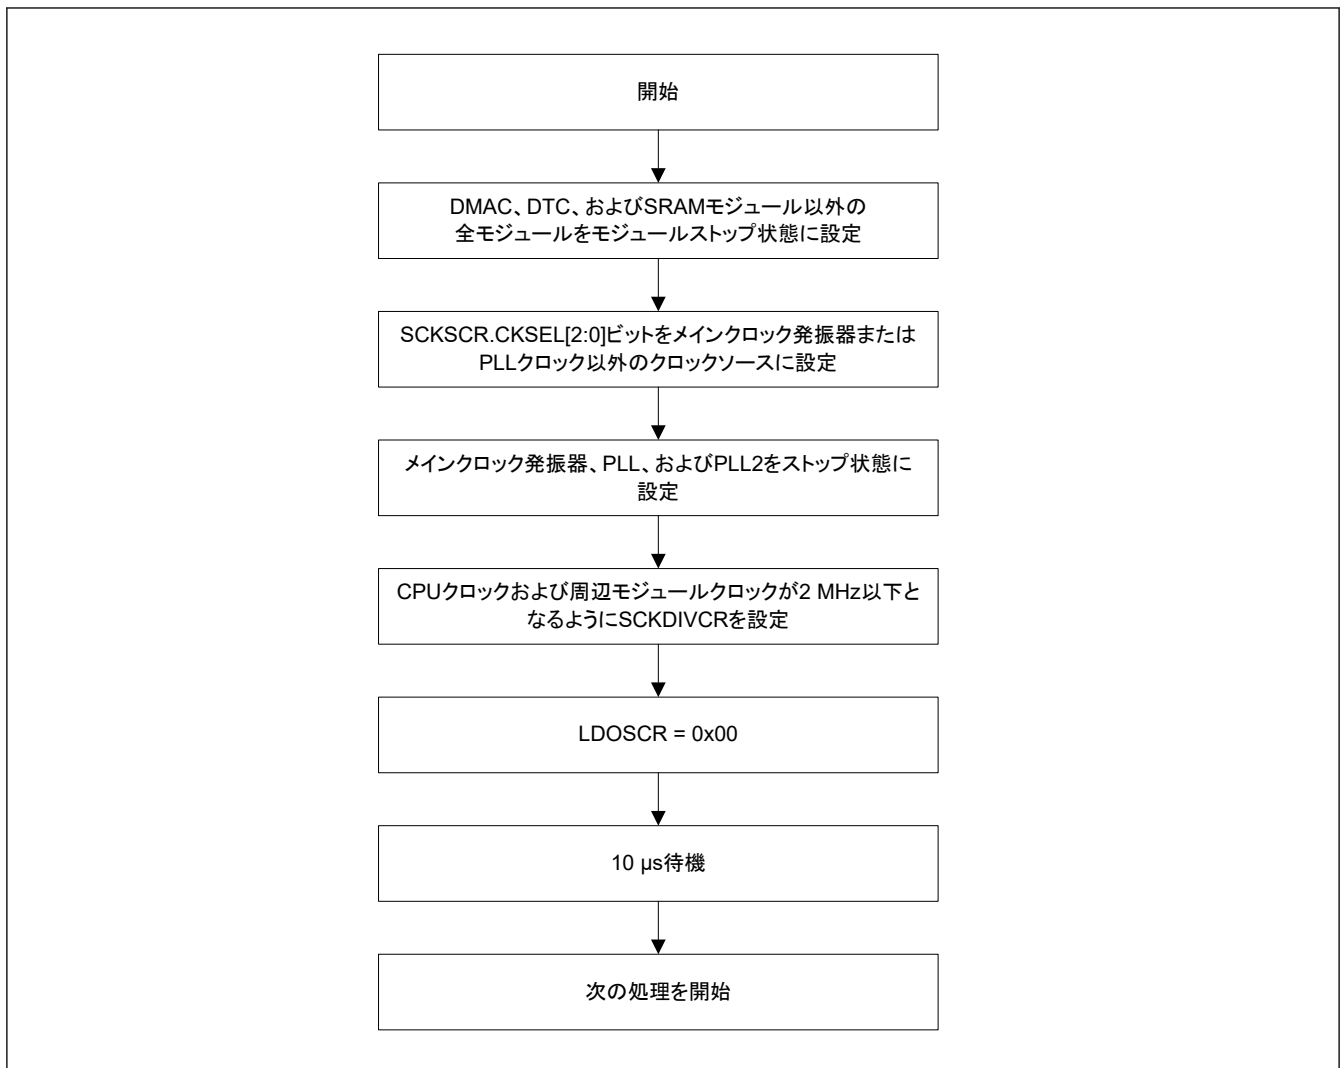 開始
DMAC、DTC、およびSRAMモジュール以外の
全モジュールをモジュールストップ状態に設定
SCKSCR.CKSEL[2:0]ビットをメインクロック発振器または
PLLクロック以外のクロックソースに設定
メインクロック発振器、PLL、およびPLL2をストップ状態に
設定
CPUクロックおよび周辺モジュールクロックが2 MHz以下と
なるようにSCKDIVCRを設定
LDOSCR = 0x00
10 µs待機
次の処理を開始